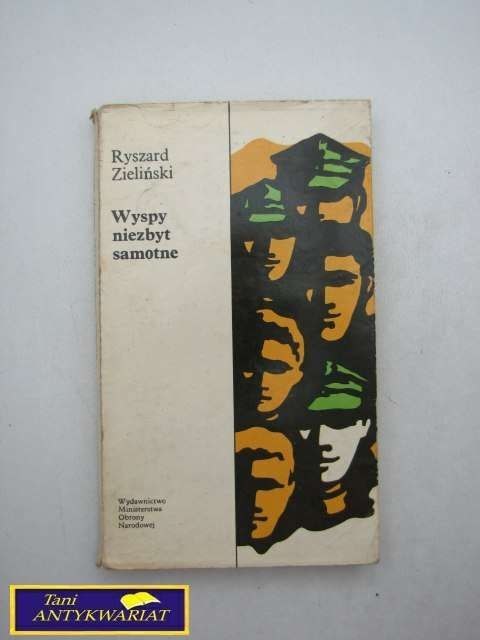 Ryszard
Zieliński
Wyspy
niezbyt
samotne
Wydawnictwo
Ministerstwa
Obrony
Narodowej
Tani
ANTYKWARIAT